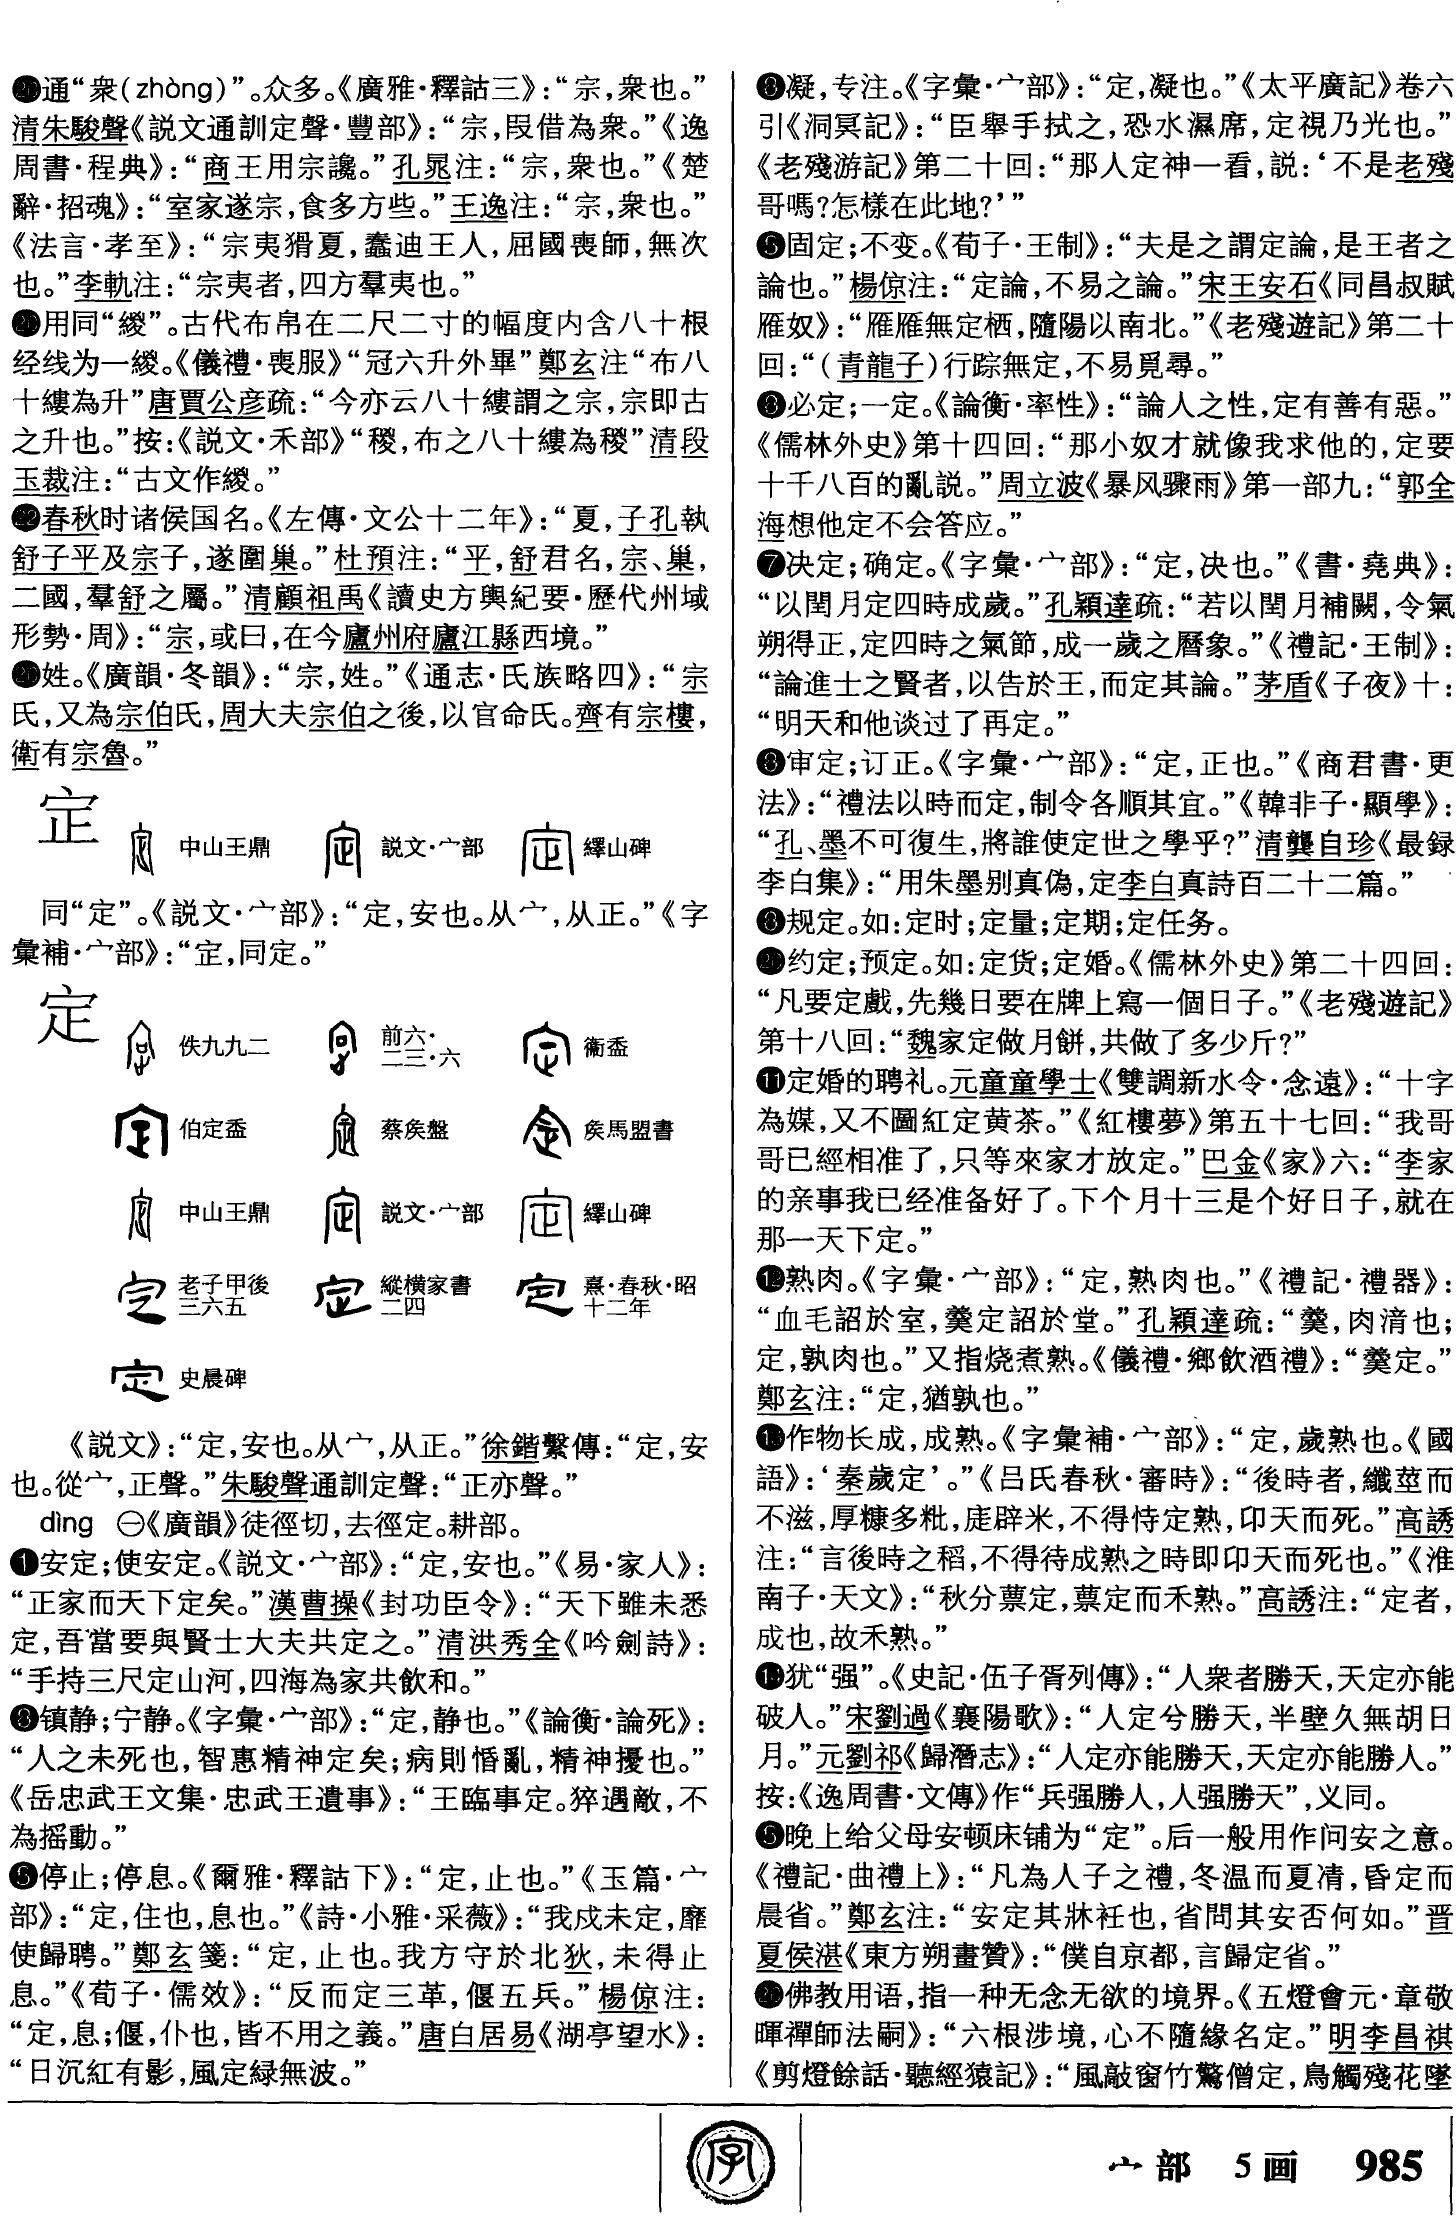 通“衆(zhòng)”。众多。《廣雅·釋詁三》：“宗，衆也。”
清朱駿聲《説文通訓定聲·豐部》：“宗，叚借為衆。”《逸
周書·程典》：“商王用宗讒。”孔晁注：“宗，衆也。”《楚
辭·招魂》：“室家遂宗，食多方些。”王逸注：“宗，衆也。”
《法言·孝至》：“宗夷猾夏，蠢迪王人，屈國喪師，無次
也。”李軌注：“宗夷者，四方羣夷也。”
用同“緵”。古代布帛在二尺二寸的幅度内含八十根
经线为一緵。《儀禮·喪服》“冠六升外畢”鄭玄注“布八
十縷為升”唐賈公彦疏：“今亦云八十縷謂之宗，宗即古
之升也。”按：《説文·禾部》“稯，布之八十縷為稯”清段
玉裁注：“古文作緵。”
㉒春秋时诸侯国名。《左傳·文公十二年》：“夏，子孔執
舒子平及宗子，遂圍巢。”杜預注：“平，舒君名，宗、巢，
二國，羣舒之屬。”清顧祖禹《讀史方輿紀要·歷代州域
形勢·周》：“宗，或曰，在今廬州府廬江縣西境。”
姓。《廣韻·冬韻》：“宗，姓。”《通志·氏族略四》：“宗
氏，又為宗伯氏，周大夫宗伯之後，以官命氏。齊有宗樓，
衛有宗魯。”
㝎
中山王鼎 説文·宀部 繹山碑
同“定”。《説文·宀部》：“定，安也。从宀，从正。”《字
彙補·宀部》：“㝎，同定。”
定
佚九九二 前六·二三·六 衞盉
伯定盉 蔡矦盤 矦馬盟書
中山王鼎 説文·宀部 繹山碑
老子甲後三六五 縱横家書二四 熹·春秋·昭十二年
史晨碑
《説文》：“定，安也。从宀，从正。”徐鍇繫傳：“定，安
也。從宀，正聲。”朱駿聲通訓定聲：“正亦聲。”
dìng ㊀《廣韻》徒徑切，去徑定。耕部。
❶安定；使安定。《説文·宀部》：“定，安也。”《易·家人》：
“正家而天下定矣。”漢曹操《封功臣令》：“天下雖未悉
定，吾當要與賢士大夫共定之。”清洪秀全《吟劍詩》：
“手持三尺定山河，四海為家共飲和。”
镇静；宁静。《字彙·宀部》：“定，静也。”《論衡·論死》：
“人之未死也，智惠精神定矣；病則惛亂，精神擾也。”
《岳忠武王文集·忠武王遺事》：“王臨事定。猝遇敵，不
為摇動。”
停止；停息。《爾雅·釋詁下》：“定，止也。”《玉篇·宀
部》：“定，住也，息也。”《詩·小雅·采薇》：“我戍未定，靡
使歸聘。”鄭玄箋：“定，止也。我方守於北狄，未得止
息。”《荀子·儒效》：“反而定三革，偃五兵。”楊倞注：
“定，息；偃，仆也，皆不用之義。”唐白居易《湖亭望水》：
“日沉紅有影，風定緑無波。”
凝，专注。《字彙·宀部》：“定，凝也。”《太平廣記》卷六
引《洞冥記》：“臣舉手拭之，恐水濕席，定視乃光也。”
《老殘游記》第二十回：“那人定神一看，説：‘不是老殘
哥嗎？怎樣在此地？’”
固定；不变。《荀子·王制》：“夫是之謂定論，是王者之
論也。”楊倞注：“定論，不易之論。”宋王安石《同昌叔賦
雁奴》：“雁雁無定栖，隨陽以南北。”《老殘遊記》第二十
回：“（青龍子）行踪無定，不易覓尋。”
必定；一定。《論衡·率性》：“論人之性，定有善有惡。”
《儒林外史》第十四回：“那小奴才就像我求他的，定要
十千八百的亂説。”周立波《暴风骤雨》第一部九：“郭全
海想他定不会答应。”
❼决定；确定。《字彙·宀部》：“定，决也。”《書·堯典》：
“以閏月定四時成歲。”孔穎達疏：“若以閏月補闕，令氣
朔得正，定四時之氣節，成一歲之曆象。”《禮記·王制》：
“論進士之賢者，以告於王，而定其論。”茅盾《子夜》十：
“明天和他谈过了再定。”
❽审定；订正。《字彙·宀部》：“定，正也。”《商君書·更
法》：“禮法以時而定，制令各順其宜。”《韓非子·顯學》：
“孔、墨不可復生，將誰使定世之學乎？”清龔自珍《最録
李白集》：“用朱墨别真偽，定李白真詩百二十二篇。”
规定。如：定时；定量；定期；定任务。
约定；预定。如：定货；定婚。《儒林外史》第二十四回：
“凡要定戲，先幾日要在牌上寫一個日子。”《老殘遊記》
第十八回：“魏家定做月餅，共做了多少斤？”
⓫定婚的聘礼。元童童學士《雙調新水令·念遠》：“十字
為媒，又不圖紅定黄茶。”《紅樓夢》第五十七回：“我哥
哥已經相准了，只等來家才放定。”巴金《家》六：“李家
的亲事我已经准备好了。下个月十三是个好日子，就在
那一天下定。”
⓬熟肉。《字彙·宀部》：“定，熟肉也。”《禮記·禮器》：
“血毛詔於室，羹定詔於堂。”孔穎達疏：“羹，肉湇也；
定，孰肉也。”又指烧煮熟。《儀禮·鄉飲酒禮》：“羹定。”
鄭玄注：“定，猶孰也。”
作物长成，成熟。《字彙補·宀部》：“定，歲熟也。《國
語》：‘秦歲定’。”《吕氏春秋·審時》：“後時者，纖莖而
不滋，厚糠多粃，庢辟米，不得恃定熟，卬天而死。”高誘
注：“言後時之稻，不得待成熟之時即卬天而死也。”《淮
南子·天文》：“秋分蔈定，蔈定而禾熟。”高誘注：“定者，
成也，故禾熟。”
犹“强”。《史記·伍子胥列傳》：“人衆者勝天，天定亦能
破人。”宋劉過《襄陽歌》：“人定兮勝天，半壁久無胡日
月。”元劉祁《歸潛志》：“人定亦能勝天，天定亦能勝人。”
按：《逸周書·文傳》作“兵强勝人，人强勝天”，义同。
晚上给父母安顿床铺为“定”。后一般用作问安之意。
《禮記·曲禮上》：“凡為人子之禮，冬温而夏凊，昏定而
晨省。”鄭玄注：“安定其牀衽也，省問其安否何如。”晋
夏侯湛《東方朔畫贊》：“僕自京都，言歸定省。”
佛教用语，指一种无念无欲的境界。《五燈會元·章敬
暉禪師法嗣》：“六根涉境，心不隨緣名定。”明李昌祺
《剪燈餘話·聽經猿記》：“風敲窗竹驚僧定，鳥觸殘花墜
字
宀部 5画 985